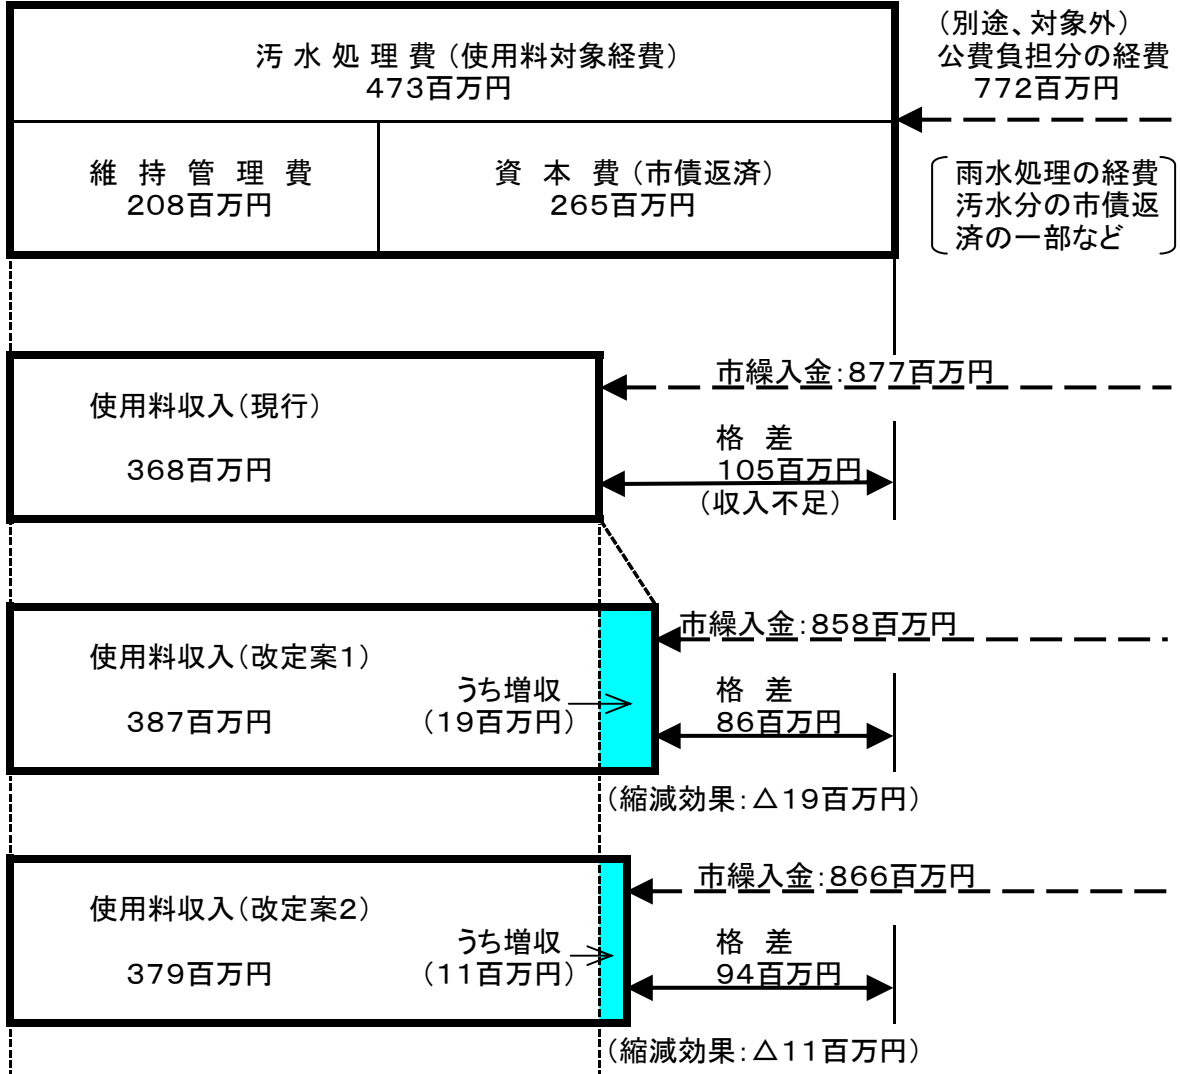 汚水処理費（使用料対象経費）
473百万円
（別途、対象外）
公費負担分の経費
772百万円
維持管理費
208百万円
資本費（市債返済）
265百万円
雨水処理の経費
汚水分の市債返
済の一部など
市繰入金：877百万円
使用料収入（現行）
368百万円
格差
105百万円
（収入不足）
市繰入金：858百万円
使用料収入（改定案1）
387百万円
うち増収
（19百万円）
格差
86百万円
（縮減効果：△19百万円）
市繰入金：866百万円
使用料収入（改定案2）
379百万円
うち増収
（11百万円）
格差
94百万円
（縮減効果：△11百万円）